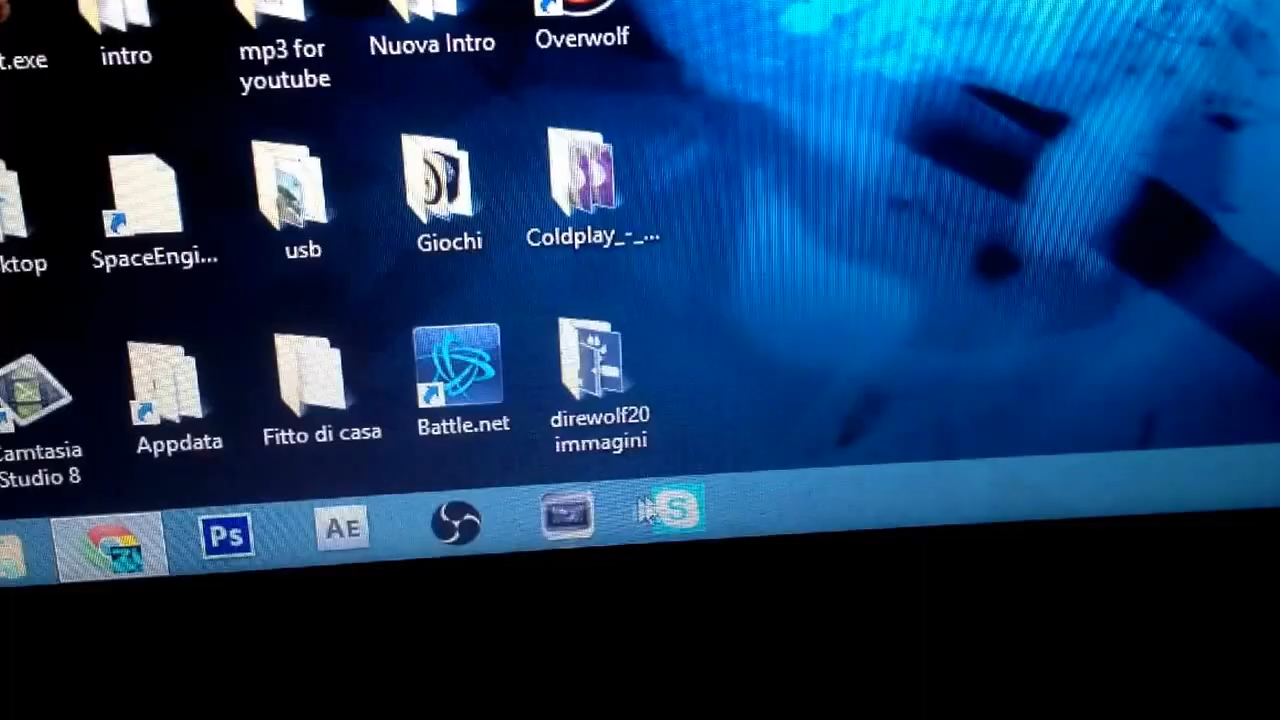 t.exe
intro
mp3 for
youtube
Nuova Intro
Overwolf
ktop
SpaceEngi...
usb
Giochi
Coldplay_-_...
Camtasia
Studio 8
Appdata
Fitto di casa
Battle.net
direwolf20
immagini
Ps
AE
S